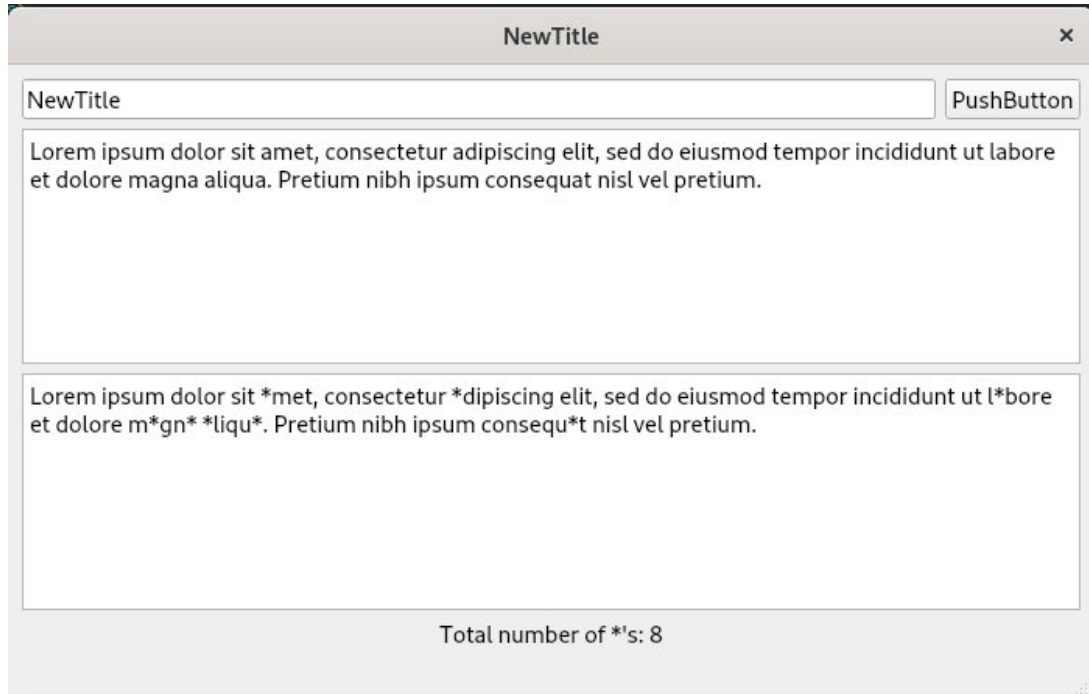 NewTitle
NewTitle
PushButton
Lorem ipsum dolor sit amet, consectetur adipiscing elit, sed do eiusmod tempor incididunt ut labore
et dolore magna aliqua. Pretium nibh ipsum consequat nisl vel pretium.
Lorem ipsum dolor sit *met, consectetur *dipiscing elit, sed do eiusmod tempor incididunt ut l*bore
et dolore m*gn* *liqu*. Pretium nibh ipsum consequ*t nisl vel pretium.
Total number of *'s: 8